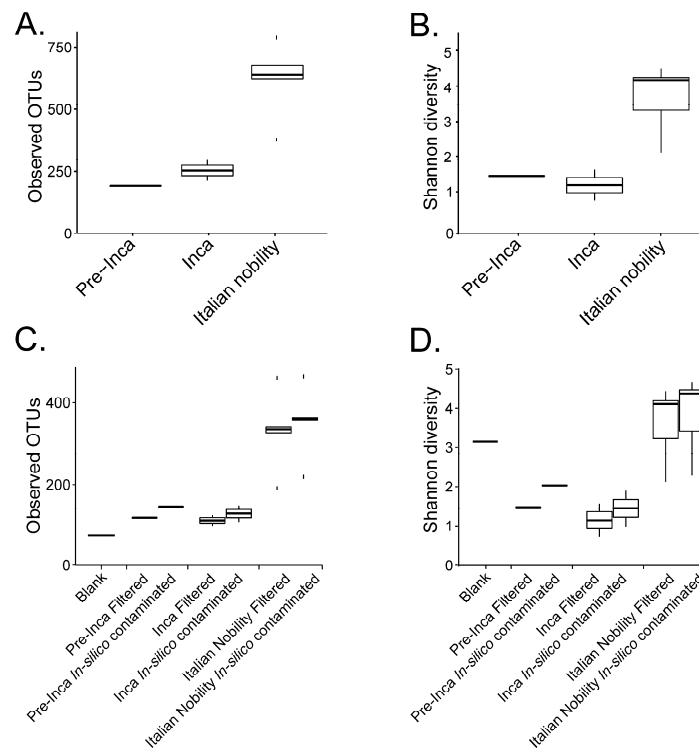 A.
Observed OTUs
750
500
250
0
Pre-Inca
Inca
Italian nobility
B.
Shannon diversity
5
4
3
2
1
0
Pre-Inca
Inca
Italian nobility
C.
Observed OTUs
400
200
0
Blank
Pre-Inca Filtered
Pre-Inca In-silico contaminated
Inca Filtered
Inca In-silico contaminated
Italian Nobility Filtered
Italian Nobility In-silico contaminated
D.
Shannon diversity
5
4
3
2
1
0
Blank
Pre-Inca Filtered
Pre-Inca In-silico contaminated
Inca Filtered
Inca In-silico contaminated
Italian Nobility Filtered
Italian Nobility In-silico contaminated